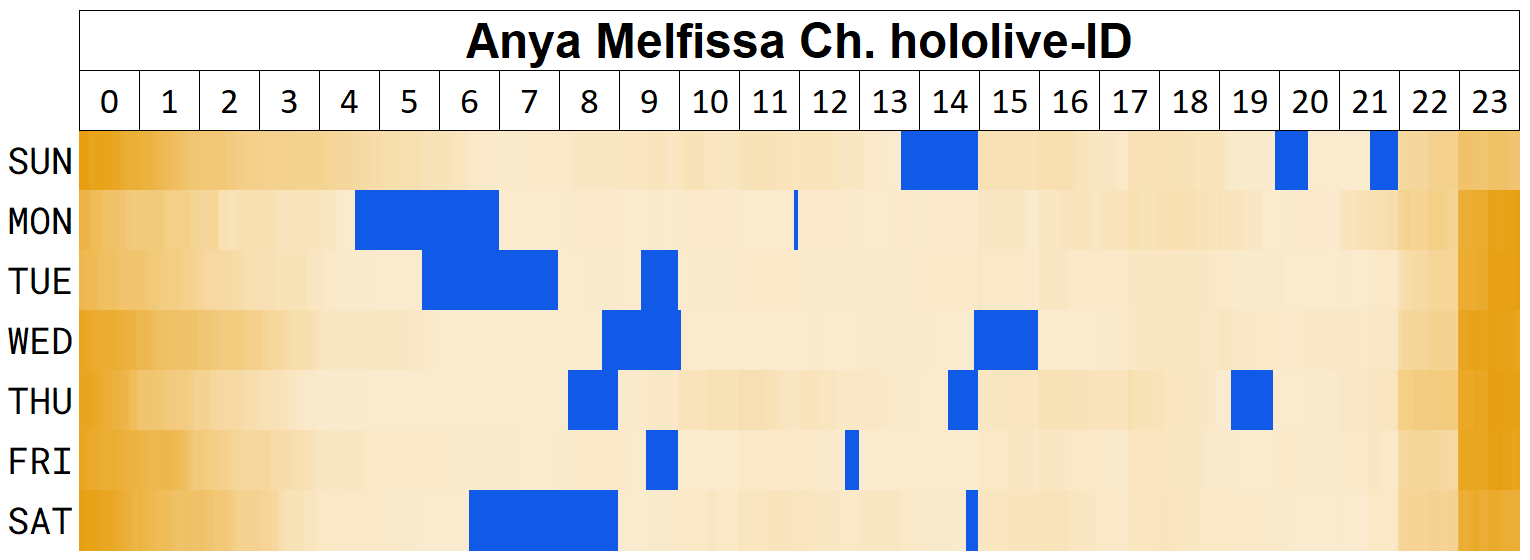 Anya Melfissa Ch. hololive-ID
0 1 2 3 4 5 6 7 8 9 10 11 12 13 14 15 16 17 18 19 20 21 22 23
SUN
MON
TUE
WED
THU
FRI
SAT